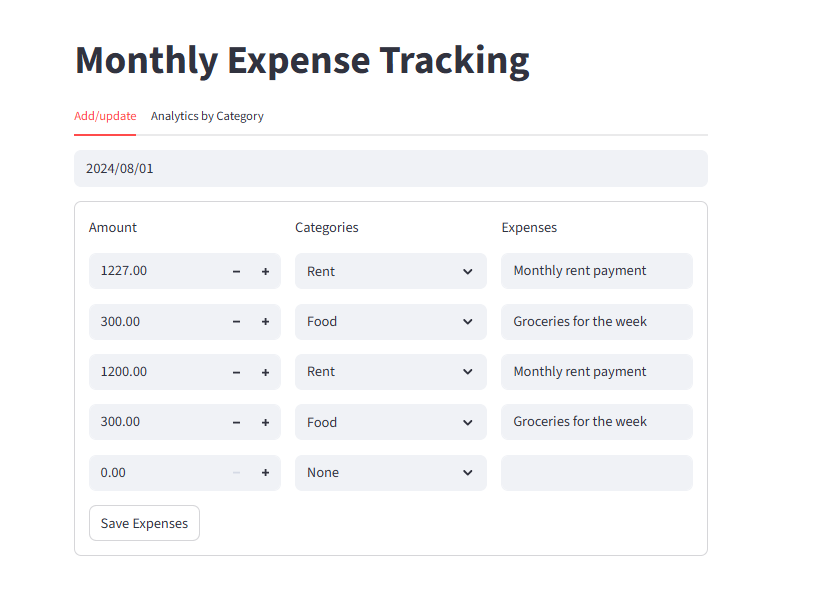 Monthly Expense Tracking
Add/update Analytics by Category
2024/08/01
Amount Categories Expenses
1227.00 − + Rent Monthly rent payment
300.00 − + Food Groceries for the week
1200.00 − + Rent Monthly rent payment
300.00 − + Food Groceries for the week
0.00 − + None
Save Expenses